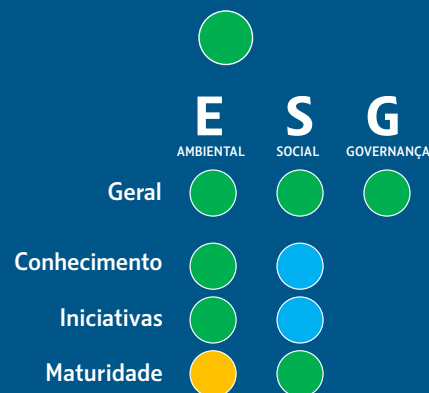 E S G
AMBIENTAL SOCIAL GOVERNANÇA
Geral
Conhecimento
Iniciativas
Maturidade